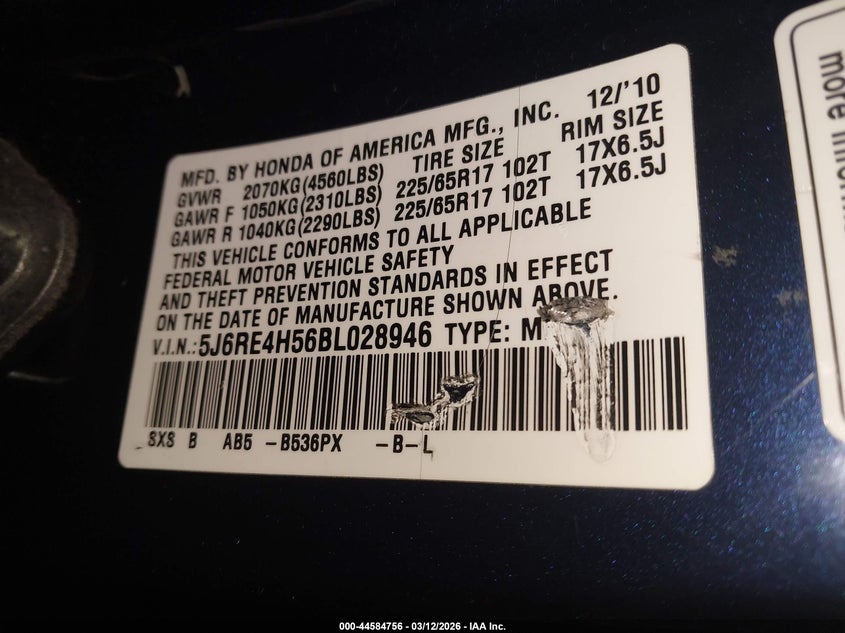 MFD. BY HONDA OF AMERICA MFG., INC. 12/'10
GVWR 2070KG(4560LBS) TIRE SIZE RIM SIZE
GAWR F 1050KG(2310LBS) 225/65R17 102T 17X6.5J
GAWR R 1040KG(2290LBS) 225/65R17 102T 17X6.5J
THIS VEHICLE CONFORMS TO ALL APPLICABLE
FEDERAL MOTOR VEHICLE SAFETY
AND THEFT PREVENTION STANDARDS IN EFFECT
ON THE DATE OF MANUFACTURE SHOWN ABOVE.
V.I.N.: 5J6RE4H56BL028946 TYPE: M
SXS B AB5 -B536PX -B-L
more
000-44584756 - 03/12/2026 - IAA Inc.